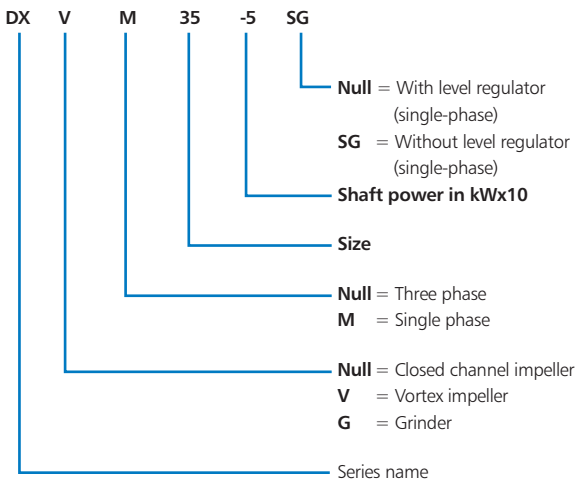 DX V M 35 -5 SG
Null = With level regulator
(single-phase)
SG = Without level regulator
(single-phase)
Shaft power in kWx10
Size
Null = Three phase
M = Single phase
Null = Closed channel impeller
V = Vortex impeller
G = Grinder
Series name